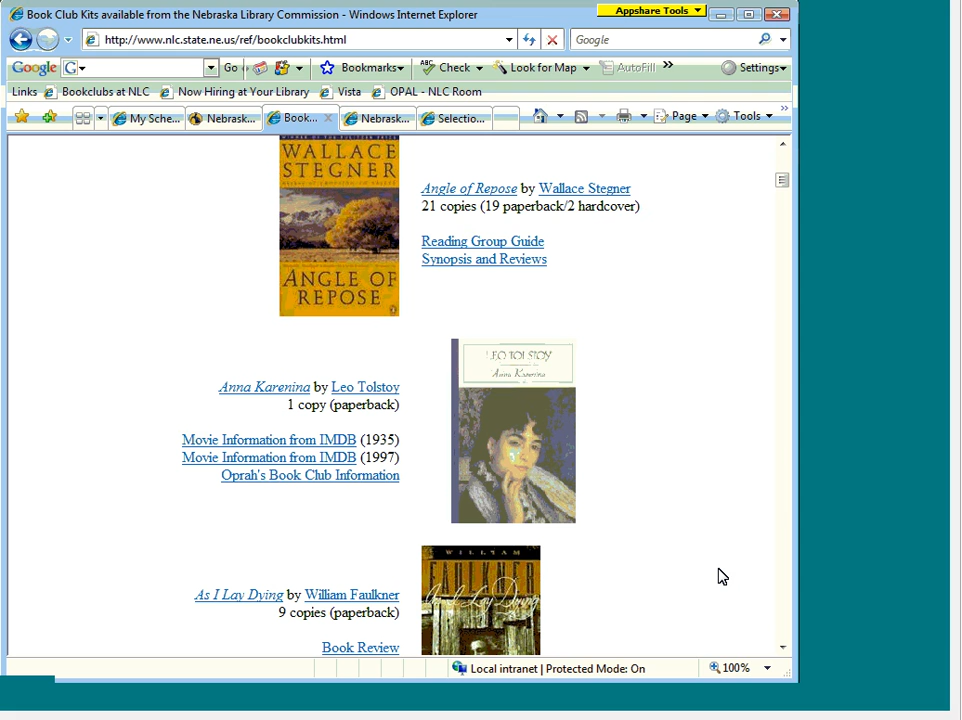 Book Club Kits available from the Nebraska Library Commission - Windows Internet Explorer
Appshare Tools
http://www.nlc.state.ne.us/ref/bookclubkits.html
Google
Google
G
Go
Bookmarks
ABC
Check
Look for Map
AutoFill
»
Settings
Links
Bookclubs at NLC
Now Hiring at Your Library
Vista
OPAL - NLC Room
My Sche...
Nebrask...
Book...
Nebrask...
Selectio...
Page
Tools
»
WALLACE
STEGNER
ANGLE OF
REPOSE
Angle of Repose by Wallace Stegner
21 copies (19 paperback/2 hardcover)
Reading Group Guide
Synopsis and Reviews
Anna Karenina by Leo Tolstoy
1 copy (paperback)
Movie Information from IMDB (1935)
Movie Information from IMDB (1997)
Oprah's Book Club Information
LEO TOLSTOY
Anna Karenina
As I Lay Dying by William Faulkner
9 copies (paperback)
Book Review
WILLIAM
FAULKNER
As I Lay Dying
Local intranet | Protected Mode: On
100%